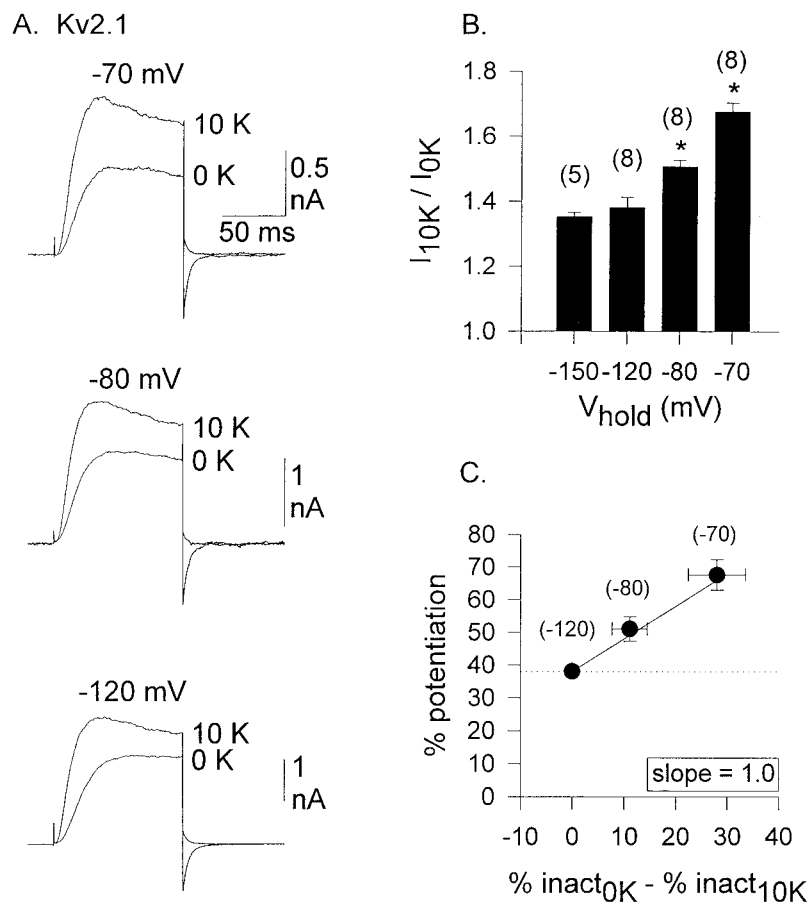 A. Kv2.1
-70 mV
10 K
0 K
0.5
nA
50 ms
-80 mV
10 K
0 K
1
nA
-120 mV
10 K
0 K
1
nA
B.
I10K / I0K
1.8
1.6
1.4
1.2
1.0
(5)
(8)
(8)
*
(8)
*
-150 -120 -80 -70
Vhold (mV)
C.
% potentiation
80
70
60
50
40
30
20
10
0
(-120)
(-80)
(-70)
slope = 1.0
-10 0 10 20 30 40
% inact0K - % inact10K